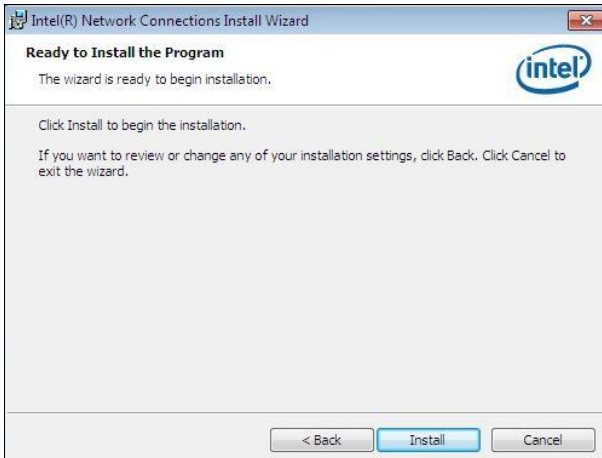 Intel(R) Network Connections Install Wizard
Ready to Install the Program
The wizard is ready to begin installation.
intel
Click Install to begin the installation.
If you want to review or change any of your installation settings, click Back. Click Cancel to
exit the wizard.
< Back
Install
Cancel